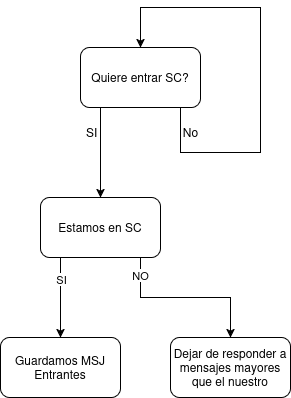 Quiere entrar SC?
SI
No
Estamos en SC
SI
NO
Guardamos MSJ
Entrantes
Dejar de responder a
mensajes mayores
que el nuestro